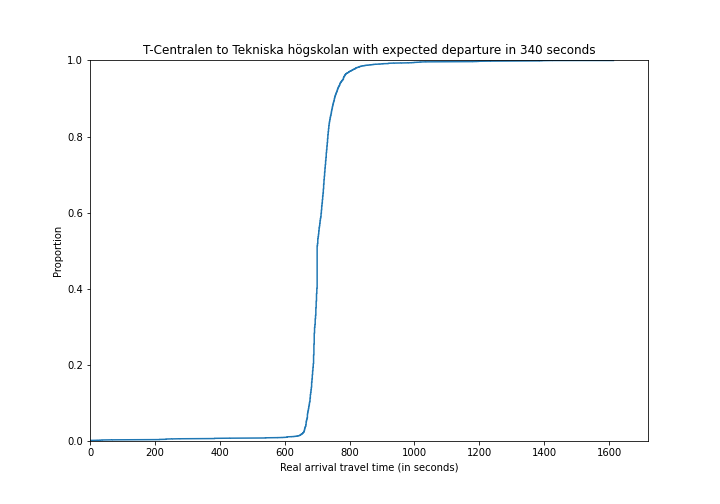 T-Centralen to Tekniska högskolan with expected departure in 340 seconds
1.0
0.8
0.6
0.4
0.2
0.0
Proportion
0 200 400 600 800 1000 1200 1400 1600
Real arrival travel time (in seconds)